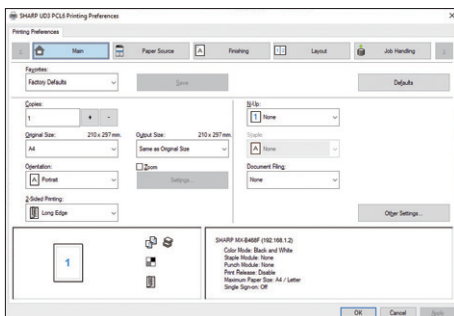 SHARP UD3 PCL6 Printing Preferences
Printing Preferences
Main
Paper Source
Finishing
Layout
Job Handling
Favorites:
Factory Defaults
Save
Defaults
Copies:
1
+
-
N-Up:
1 None
Original Size: 210 x 297 mm.
Output Size: 210 x 297 mm.
Staple:
A4
Same as Original Size
A None
Orientation:
Zoom
Document Filing:
A Portrait
Settings...
None
2-Sided Printing:
Long Edge
Other Settings...
1
SHARP MX-B468F (192.168.1.2)
Color Mode: Black and White
Staple Module: None
Punch Module: None
Print Release: Disable
Maximum Paper Size: A4 / Letter
Single Sign-on: Off
OK
Cancel
Apply